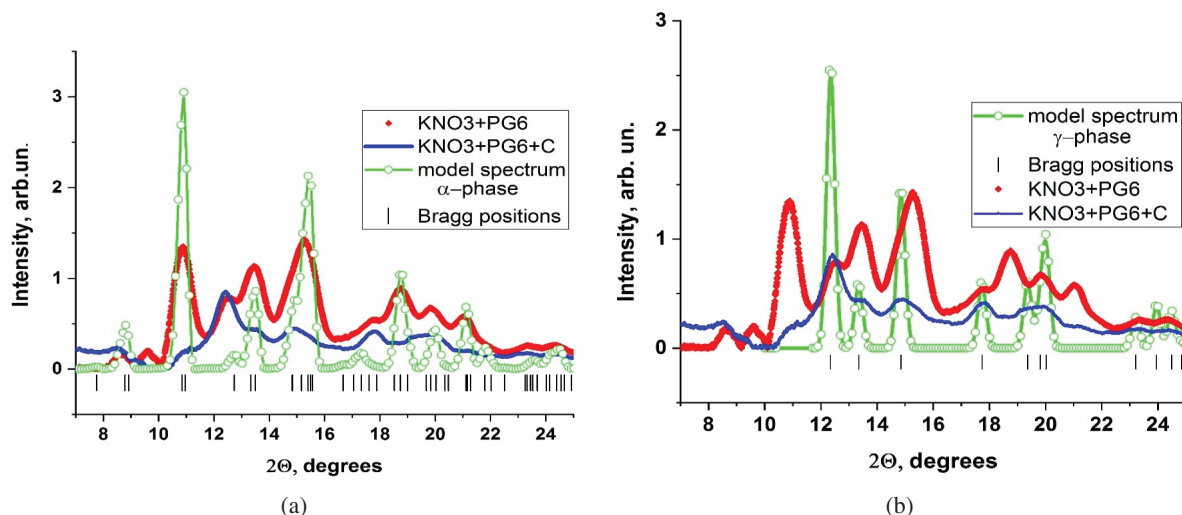 3
2
1
0
Intensity, arb.un.
KNO3+PG6
KNO3+PG6+C
model spectrum
α−phase
Bragg positions
8 10 12 14 16 18 20 22 24
2Θ, degrees
(a)
3
2
1
0
Intensity, arb. un.
model spectrum
γ−phase
Bragg positions
KNO3+PG6
KNO3+PG6+C
8 10 12 14 16 18 20 22 24
2Θ, degrees
(b)